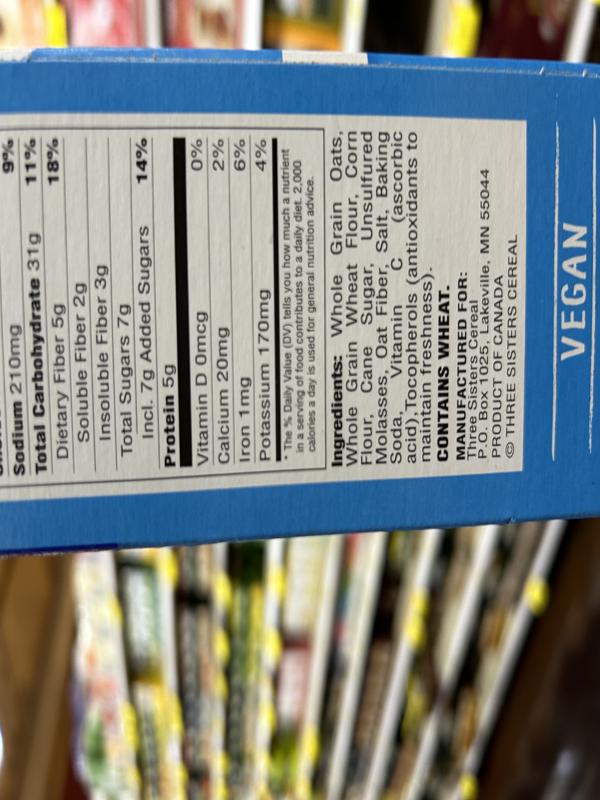 9%
Sodium 210mg 11%
Total Carbohydrate 31g 18%
Dietary Fiber 5g
Soluble Fiber 2g
Insoluble Fiber 3g
Total Sugars 7g
Incl. 7g Added Sugars 14%
Protein 5g
Vitamin D 0mcg 0%
Calcium 20mg 2%
Iron 1mg 6%
Potassium 170mg 4%
* The % Daily Value (DV) tells you how much a nutrient
in a serving of food contributes to a daily diet. 2,000
calories a day is used for general nutrition advice.
Ingredients: Whole Grain Oats,
Whole Grain Wheat Flour, Corn
Flour, Cane Sugar, Unsulfured
Molasses, Oat Fiber, Salt, Baking
Soda, Vitamin C (ascorbic
acid), Tocopherols (antioxidants to
maintain freshness).
CONTAINS WHEAT.
MANUFACTURED FOR:
Three Sisters Cereal
P.O. Box 1025, Lakeville, MN 55044
PRODUCT OF CANADA
© THREE SISTERS CEREAL
VEGAN